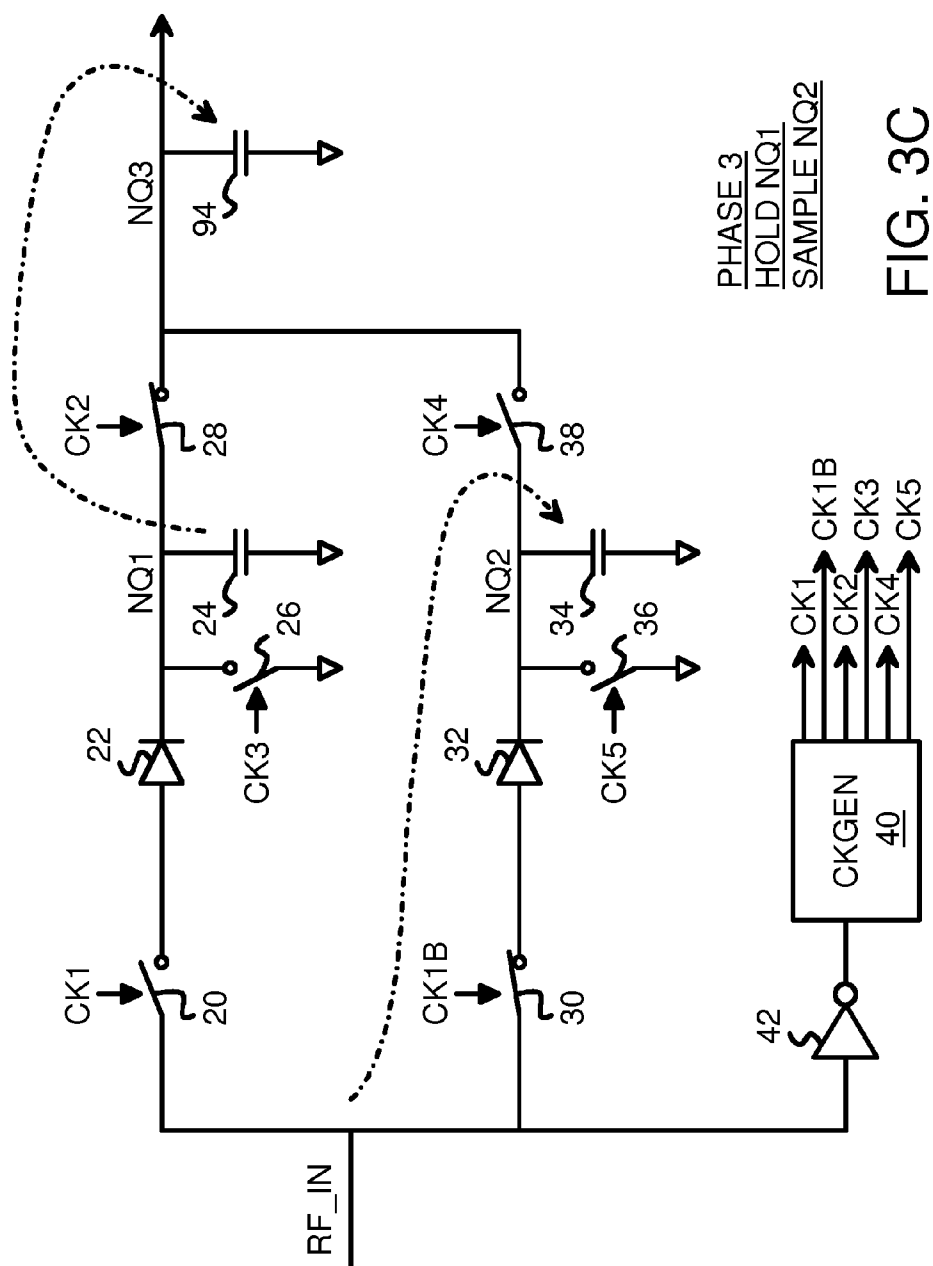 RF_IN
CK1
20
22
CK3
26
NQ1
24
CK2
28
NQ3
94
CK1B
30
32
CK5
36
NQ2
34
CK4
38
42
CKGEN
40
CK1
CK1B
CK2
CK3
CK4
CK5
PHASE 3
HOLD NQ1
SAMPLE NQ2
FIG. 3C